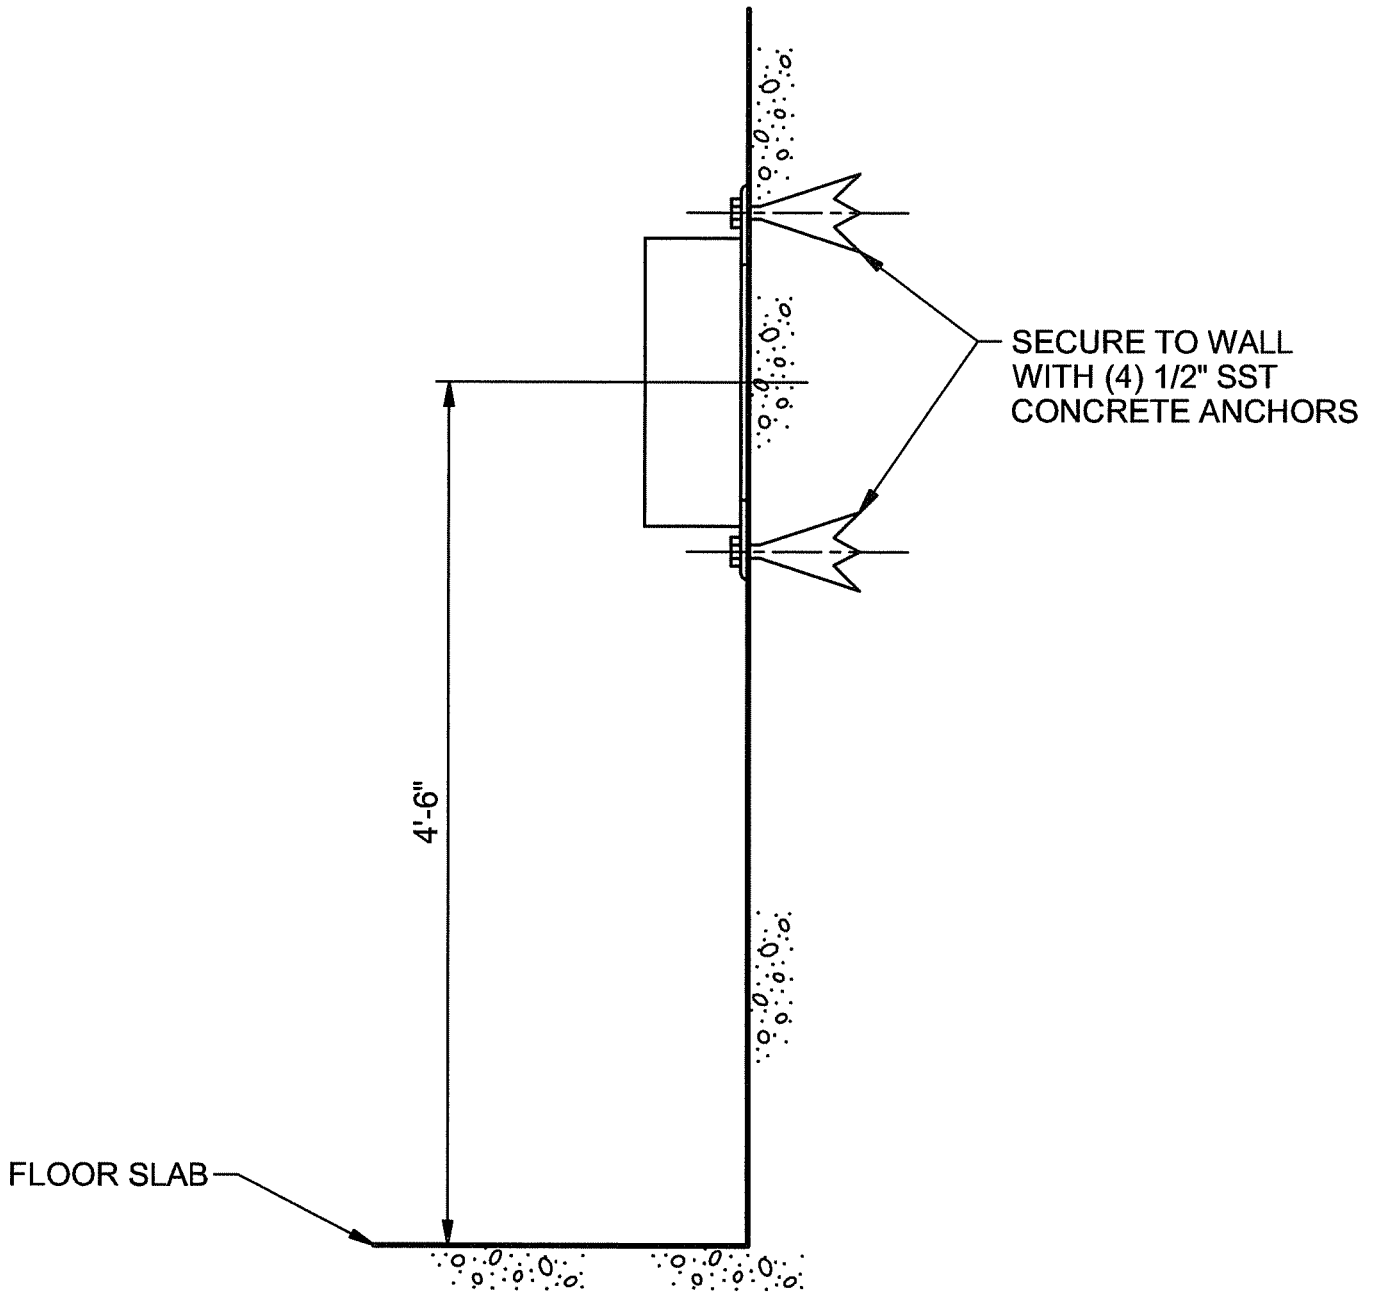 SECURE TO WALL
WITH (4) 1/2" SST
CONCRETE ANCHORS
4'-6"
FLOOR SLAB